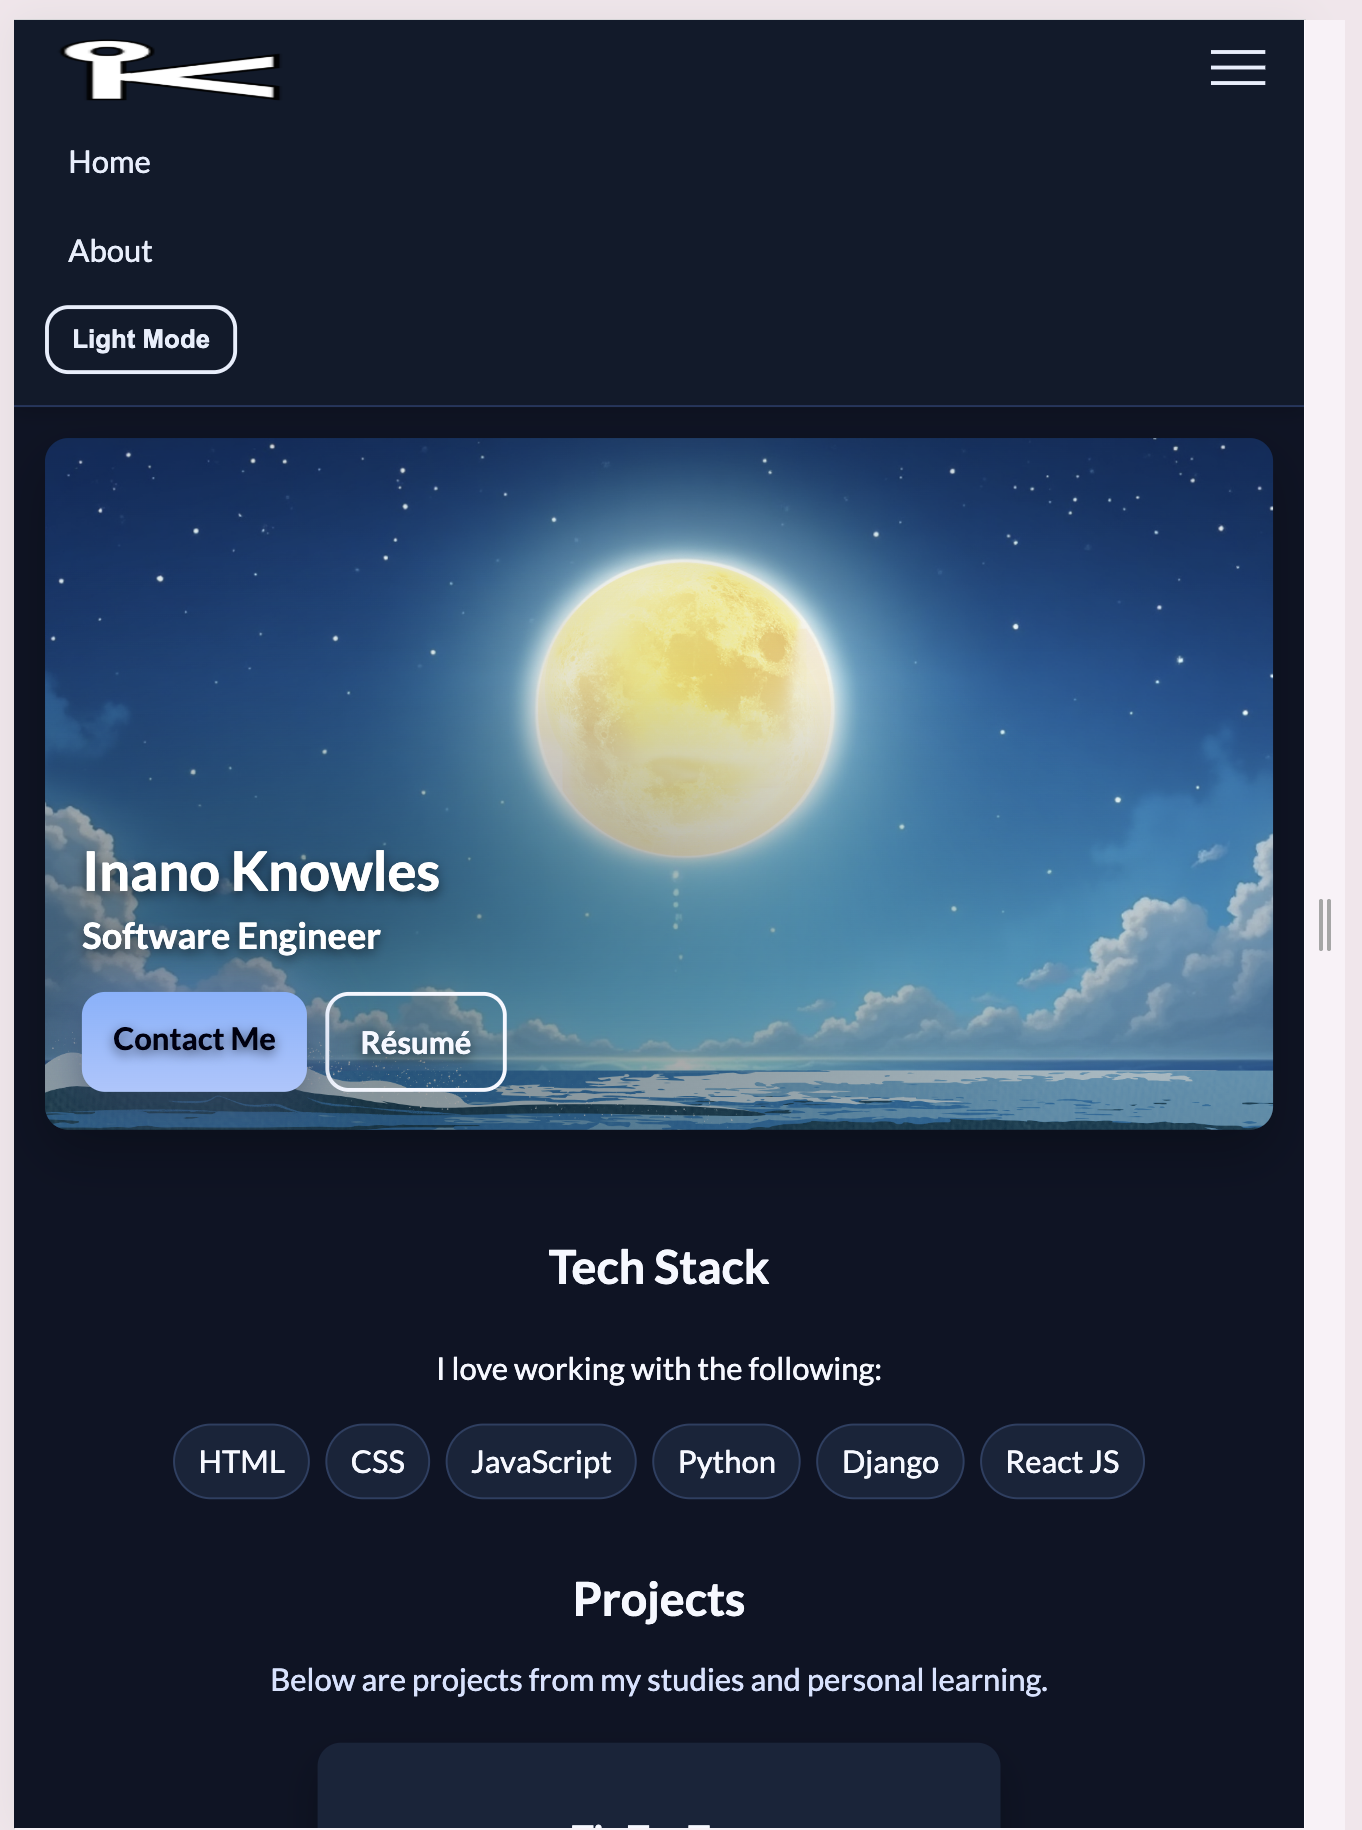 Home
About
Light Mode
Inano Knowles
Software Engineer
Contact Me
Résumé
Tech Stack
I love working with the following:
HTML CSS JavaScript Python Django React JS
Projects
Below are projects from my studies and personal learning.